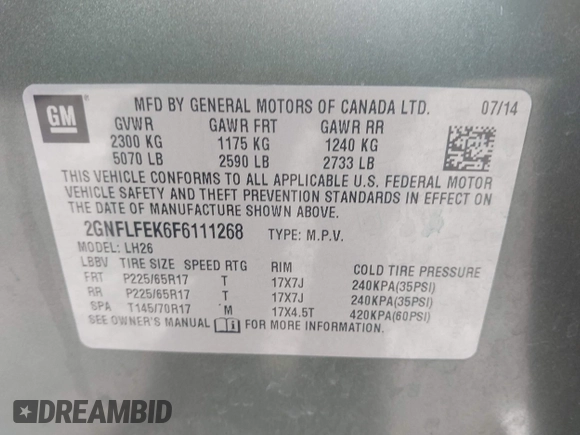 GM ®
MFD BY GENERAL MOTORS OF CANADA LTD. 07/14
GVWR GAWR FRT GAWR RR
2300 KG 1175 KG 1240 KG
5070 LB 2590 LB 2733 LB
THIS VEHICLE CONFORMS TO ALL APPLICABLE U.S. FEDERAL MOTOR
VEHICLE SAFETY AND THEFT PREVENTION STANDARDS IN EFFECT ON
THE DATE OF MANUFACTURE SHOWN ABOVE.
2GNFLFEK6F6111268 TYPE: M.P.V.
MODEL: LH26
LBBV TIRE SIZE SPEED RTG RIM COLD TIRE PRESSURE
FRT P225/65R17 T 17X7J 240KPA(35PSI)
RR P225/65R17 T 17X7J 240KPA(35PSI)
SPA T145/70R17 M 17X4.5T 420KPA(60PSI)
SEE OWNER'S MANUAL FOR MORE INFORMATION.
DREAMBID